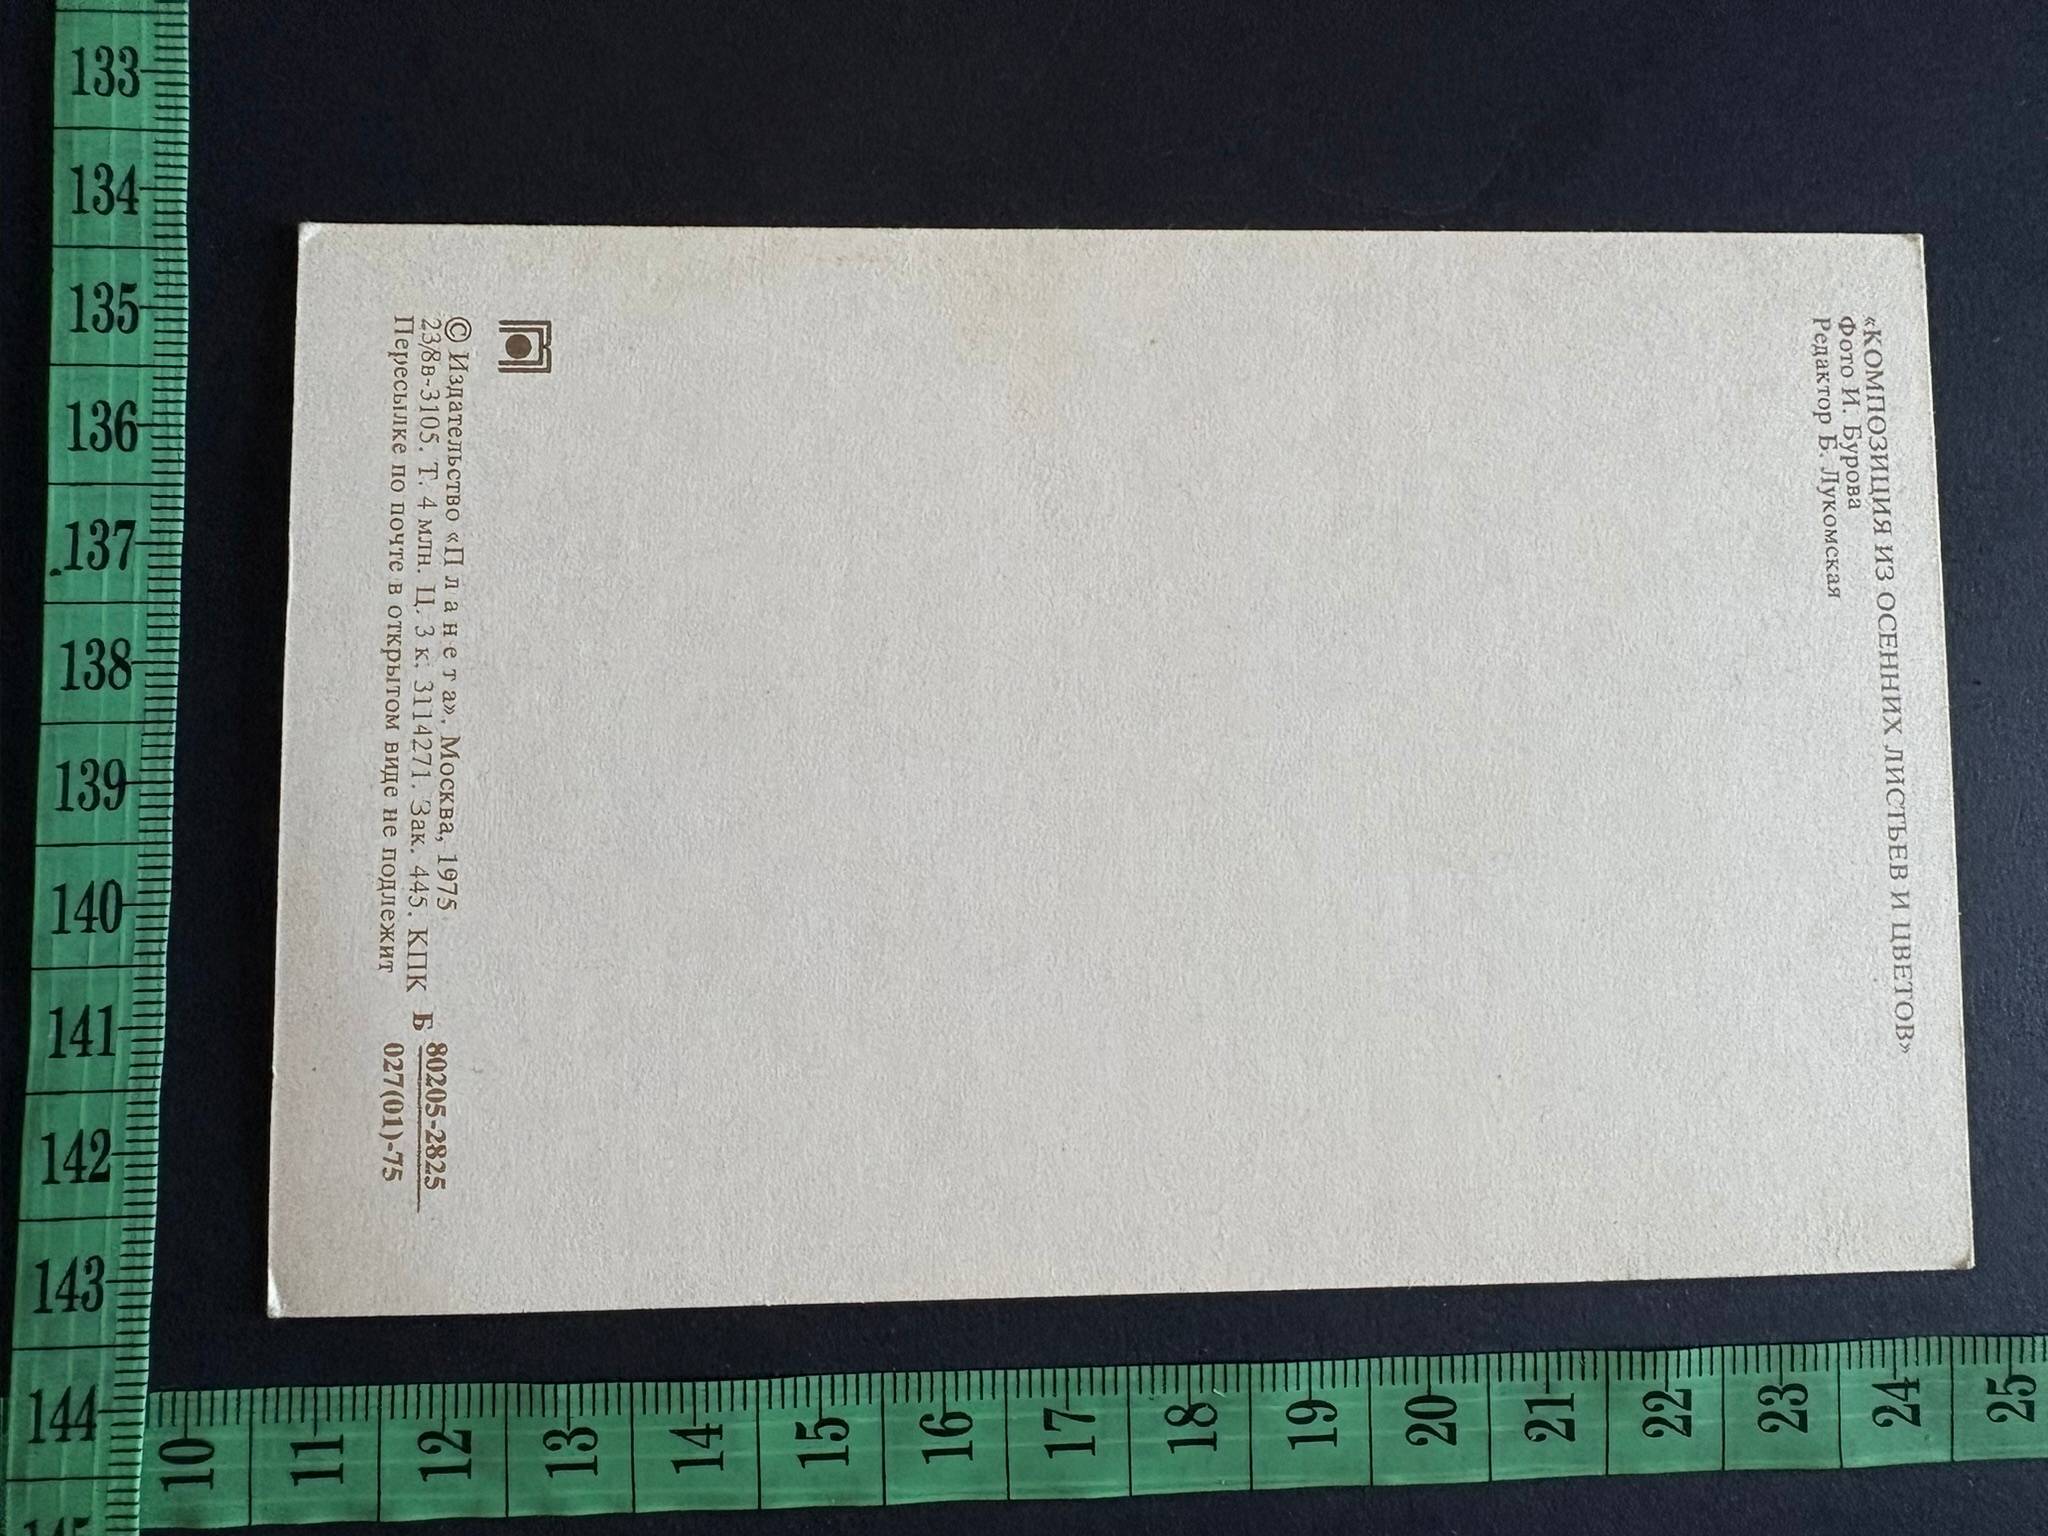 «КОМПОЗИЦИЯ ИЗ ОСЕННИХ ЛИСТЬЕВ И ЦВЕТОВ»
Фото И. Бурова
Редактор Б. Лукомская
© Издательство «Планета». Москва, 1975
23/8в-3105. Т. 4 млн. Ц. 3 к. 3114271. Зак. 445. КПК Б 80205-2825
Пересылке по почте в открытом виде не подлежит 027(01)-75
133
134
135
136
137
138
139
140
141
142
143
144
145
10 11 12 13 14 15 16 17 18 19 20 21 22 23 24 25